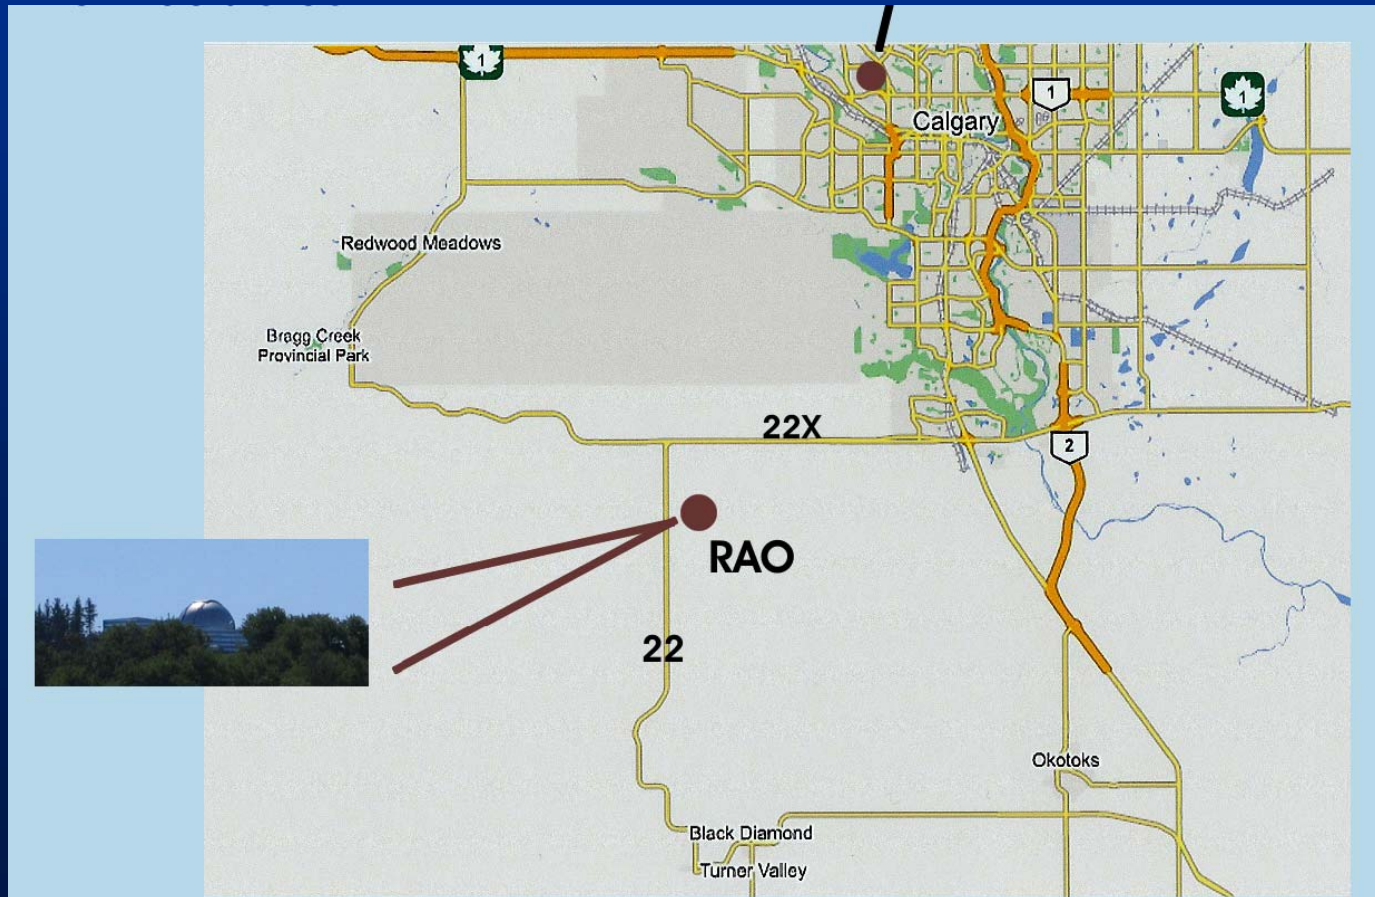 1
1
1
Calgary
Redwood Meadows
Bragg Creek
Provincial Park
22X
2
RAO
22
Okotoks
Black Diamond
Turner Valley